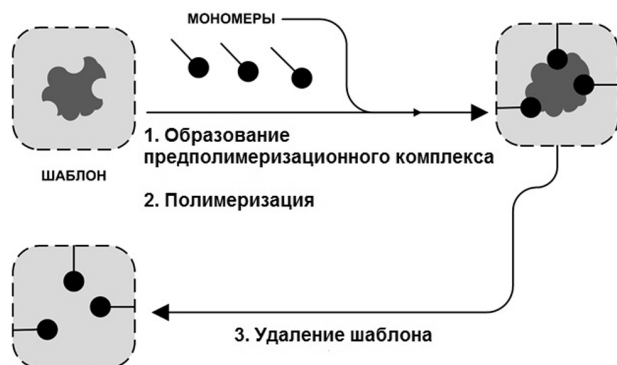 МОНОМЕРЫ
1. Образование
предполимеризационного комплекса
ШАБЛОН
2. Полимеризация
3. Удаление шаблона